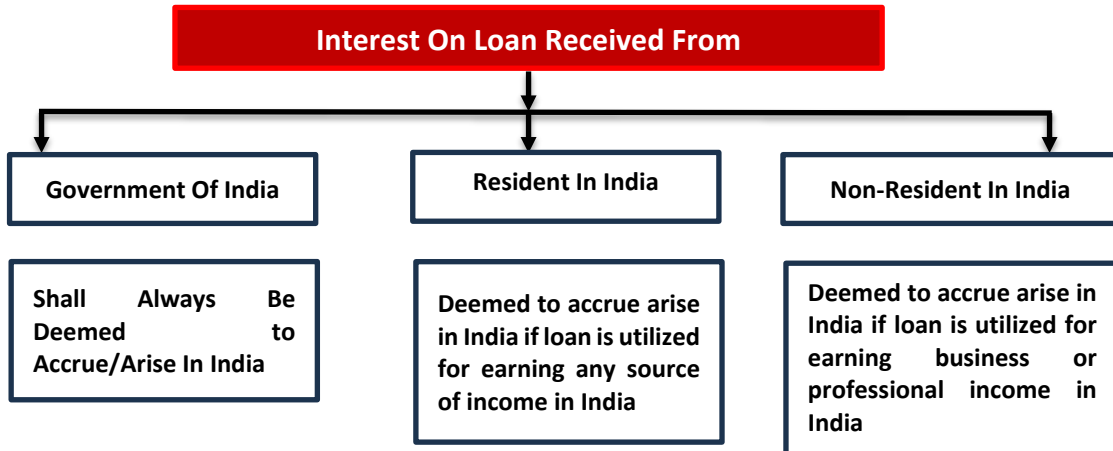 Interest On Loan Received From
Government Of India
Resident In India
Non-Resident In India
Shall Always Be
Deemed to
Accrue/Arise In India
Deemed to accrue arise
in India if loan is utilized
for earning any source
of income in India
Deemed to accrue arise in
India if loan is utilized for
earning business or
professional income in
India